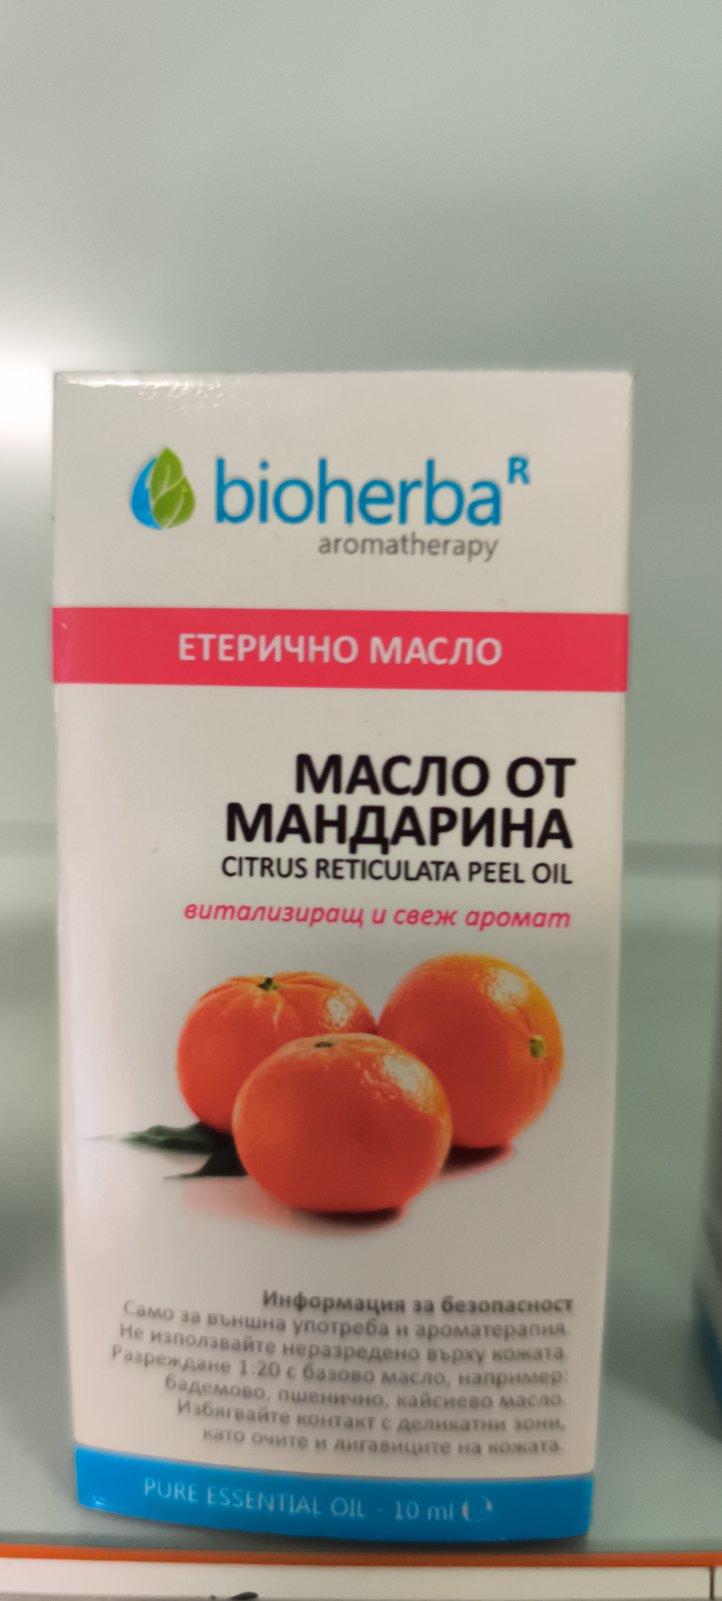 bioherba R
aromatherapy
ЕТЕРИЧНО МАСЛО
МАСЛО ОТ
МАНДАРИНА
CITRUS RETICULATA PEEL OIL
витализиращ и свеж аромат
Информация за безопасност
Само за външна употреба и ароматерапия.
Не използвайте неразредено върху кожата.
Разреждане 1:20 с базово масло, например:
бадемово, пшенично, кайсиево масло.
Избягвайте контакт с деликатни зони,
като очите и лигавиците на кожата.
PURE ESSENTIAL OIL - 10 ml ℮